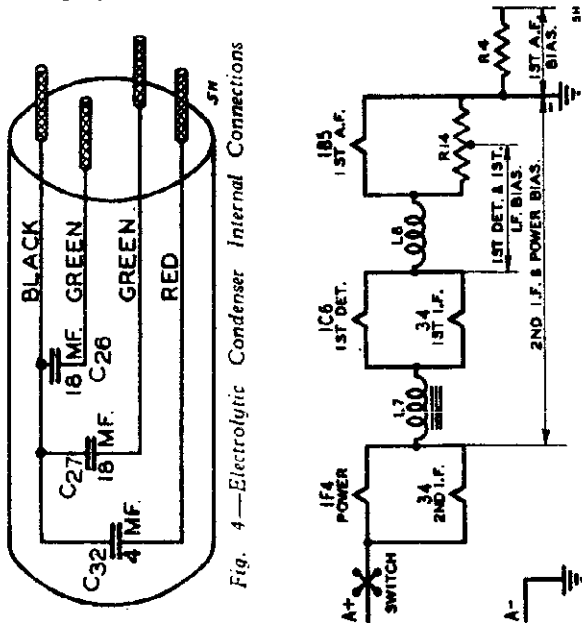 BLACK
GREEN
GREEN
RED
18 MF.
C26
C27
18 MF.
C32
4 MF.
SH
Fig. 4—Electrolytic Condenser Internal Connections
A+
SWITCH
1F4
POWER
34
2ND I.F.
L7
1C6
1ST DET.
34
1ST I.F.
L8
1B5
1ST A.F.
R14
R4
1ST A.F.
BIAS.
1ST DET. & 1ST.
I.F. BIAS.
2ND I.F. & POWER BIAS.
A-
SH